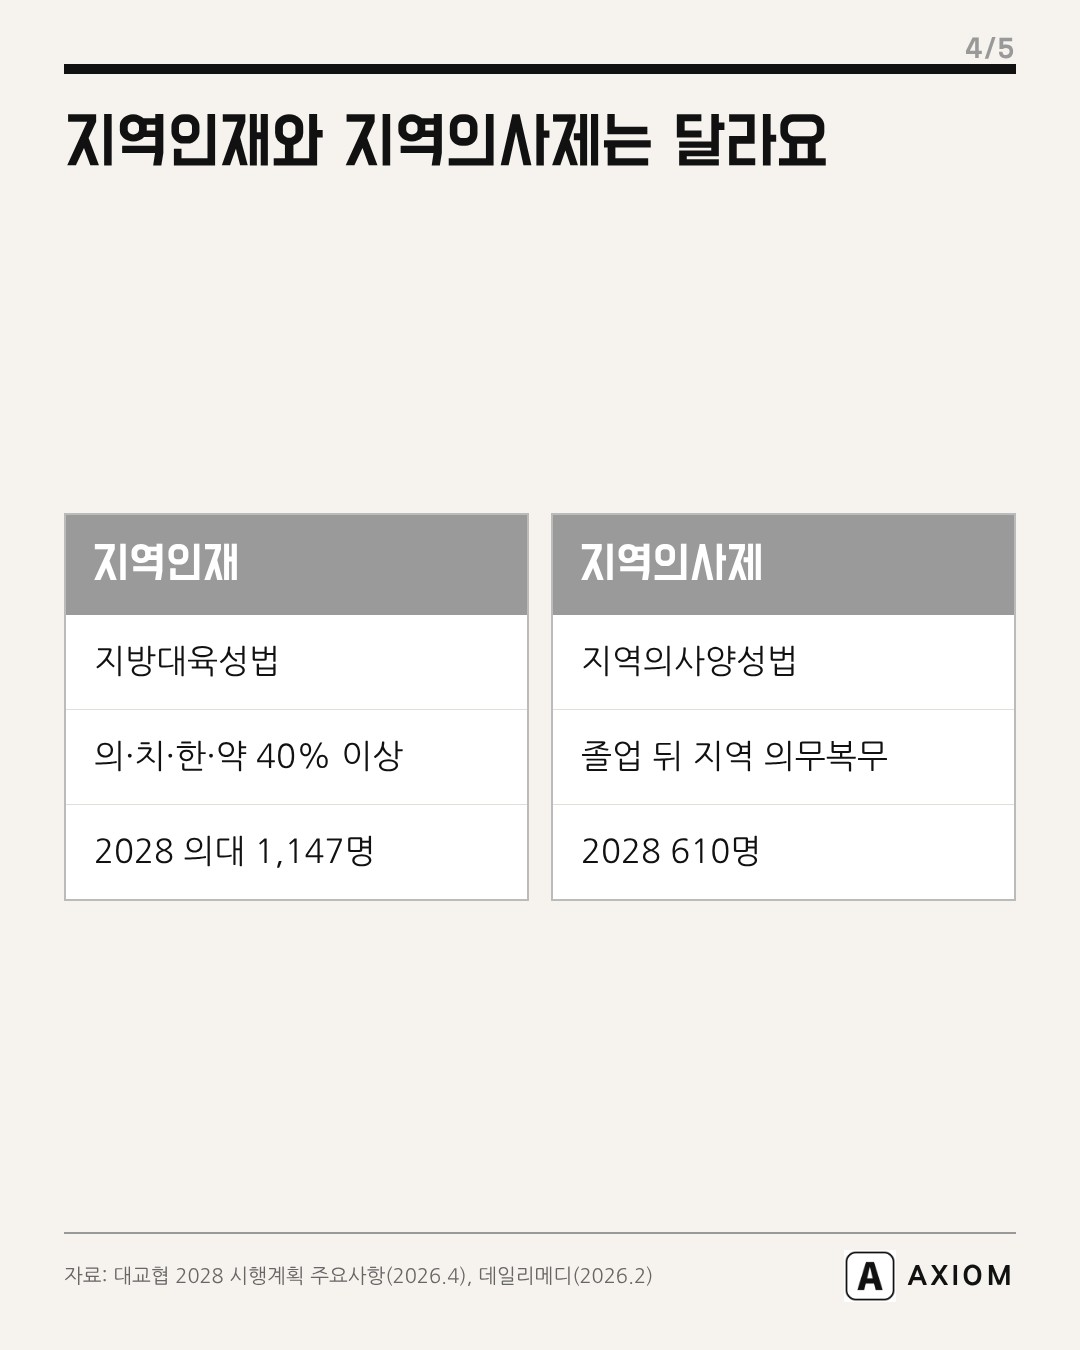 4/5
지역인재와 지역의사제는 달라요
지역인재
지방대육성법
의·치·한·약 40% 이상
2028 의대 1,147명
지역의사제
지역의사양성법
졸업 뒤 지역 의무복무
2028 610명
자료: 대교협 2028 시행계획 주요사항(2026.4), 데일리메디(2026.2)
A AXIOM